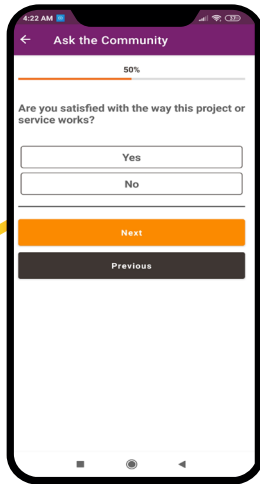 4:22 AM
Ask the Community
50%
Are you satisfied with the way this project or
service works?
Yes
No
Next
Previous